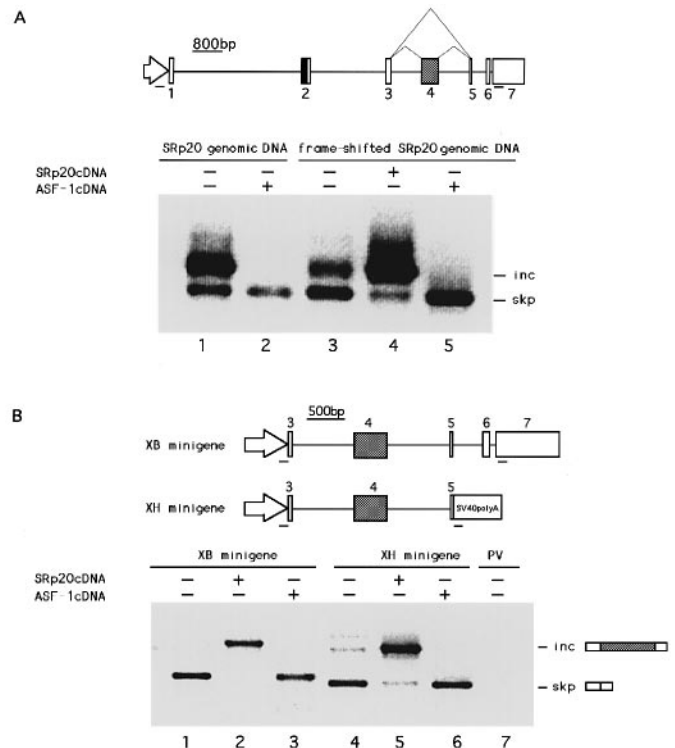 A
800bp
1 2 3 4 5 6 7
SRp20 genomic DNA frame-shifted SRp20 genomic DNA
SRp20cDNA − − − + −
ASF-1cDNA − + − − +
− inc
− skp
1 2 3 4 5
B
3 500bp 4 5 6 7
XB minigene
3 4 5
XH minigene SV40polyA
XB minigene XH minigene PV
SRp20cDNA − + − − + − −
ASF-1cDNA − − + − − + −
− inc
− skp
1 2 3 4 5 6 7